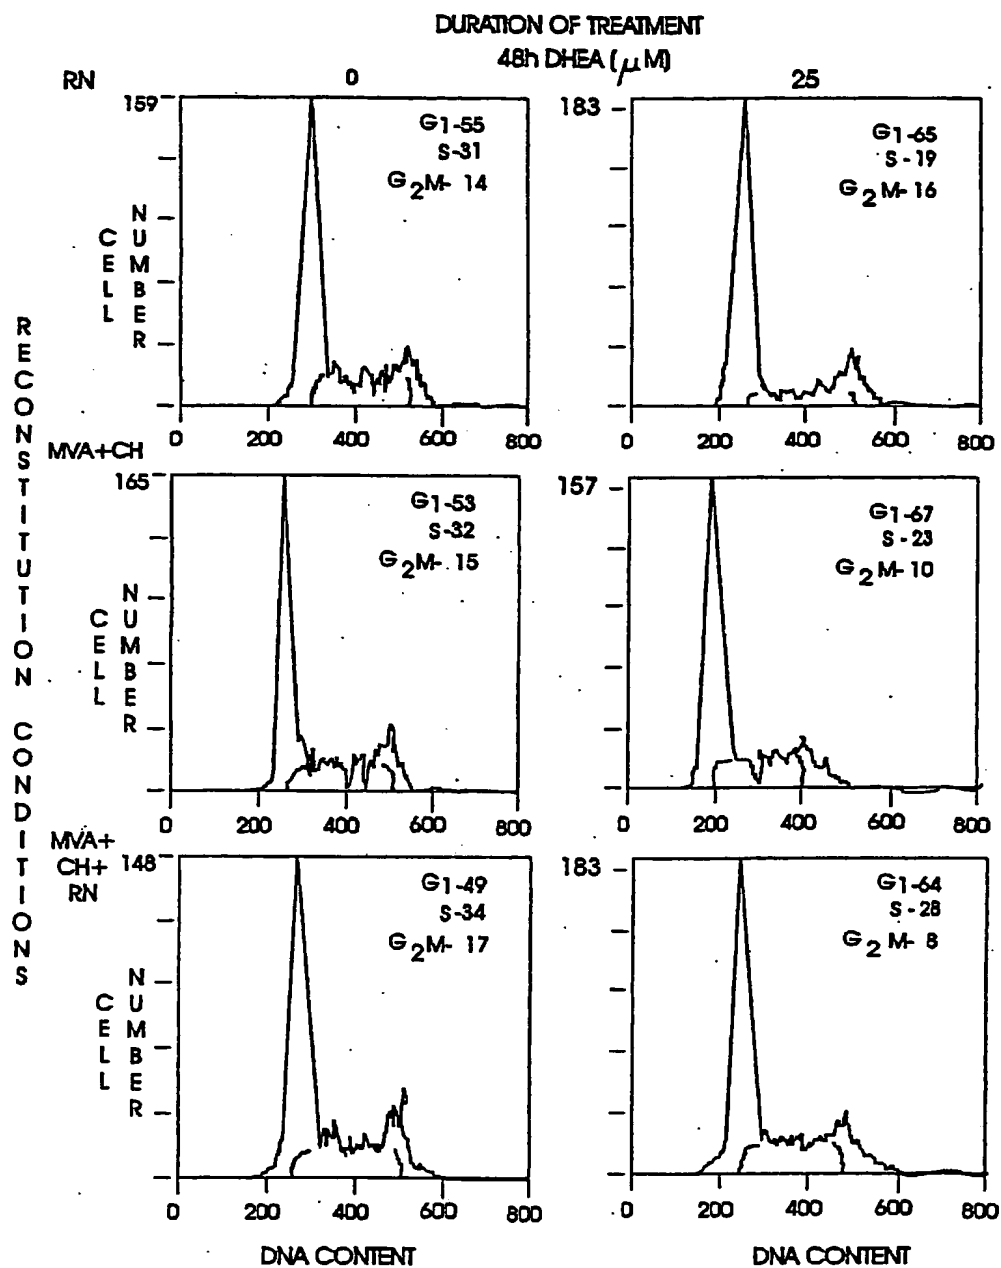 DURATION OF TREATMENT
48h DHEA (μM)
RN
0
25
RECONSTITUTION CONDITIONS
159
CELL NUMBER
G1-55
S-31
G2M- 14
0 200 400 600 800
183
G1-65
S-19
G2M-16
0 200 400 600 800
MVA+CH
165
CELL NUMBER
G1-53
S-32
G2M- 15
0 200 400 600 800
157
G1-67
S-23
G2M-10
0 200 400 600 800
MVA+
CH+
RN
148
CELL NUMBER
G1-49
S-34
G2M- 17
0 200 400 600 800
DNA CONTENT
183
G1-64
S-28
G2M- 8
0 200 400 600 800
DNA CONTENT